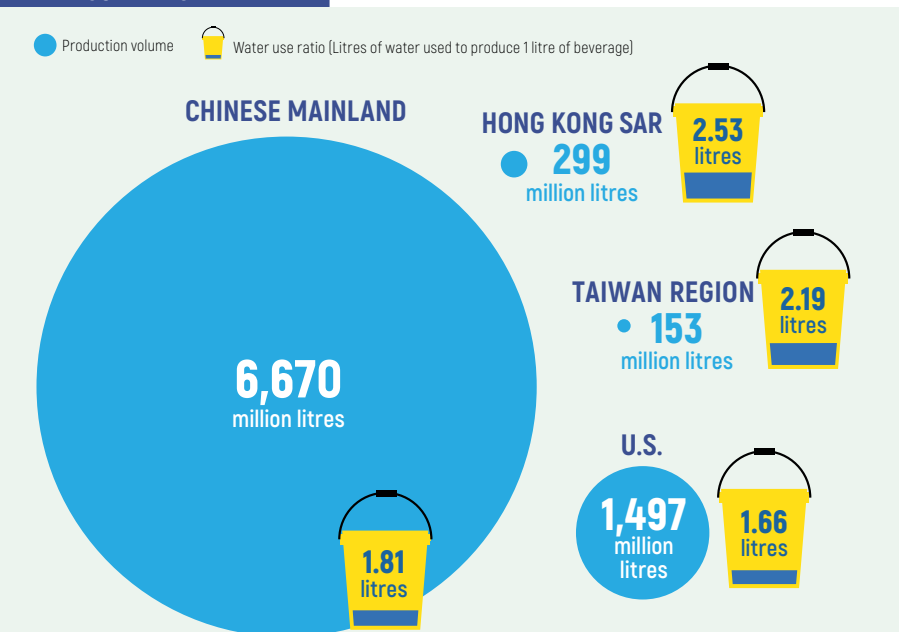 Production volume
Water use ratio (Litres of water used to produce 1 litre of beverage)
CHINESE MAINLAND
6,670
million litres
1.81
litres
HONG KONG SAR
299
million litres
2.53
litres
TAIWAN REGION
153
million litres
2.19
litres
U.S.
1,497
million
litres
1.66
litres